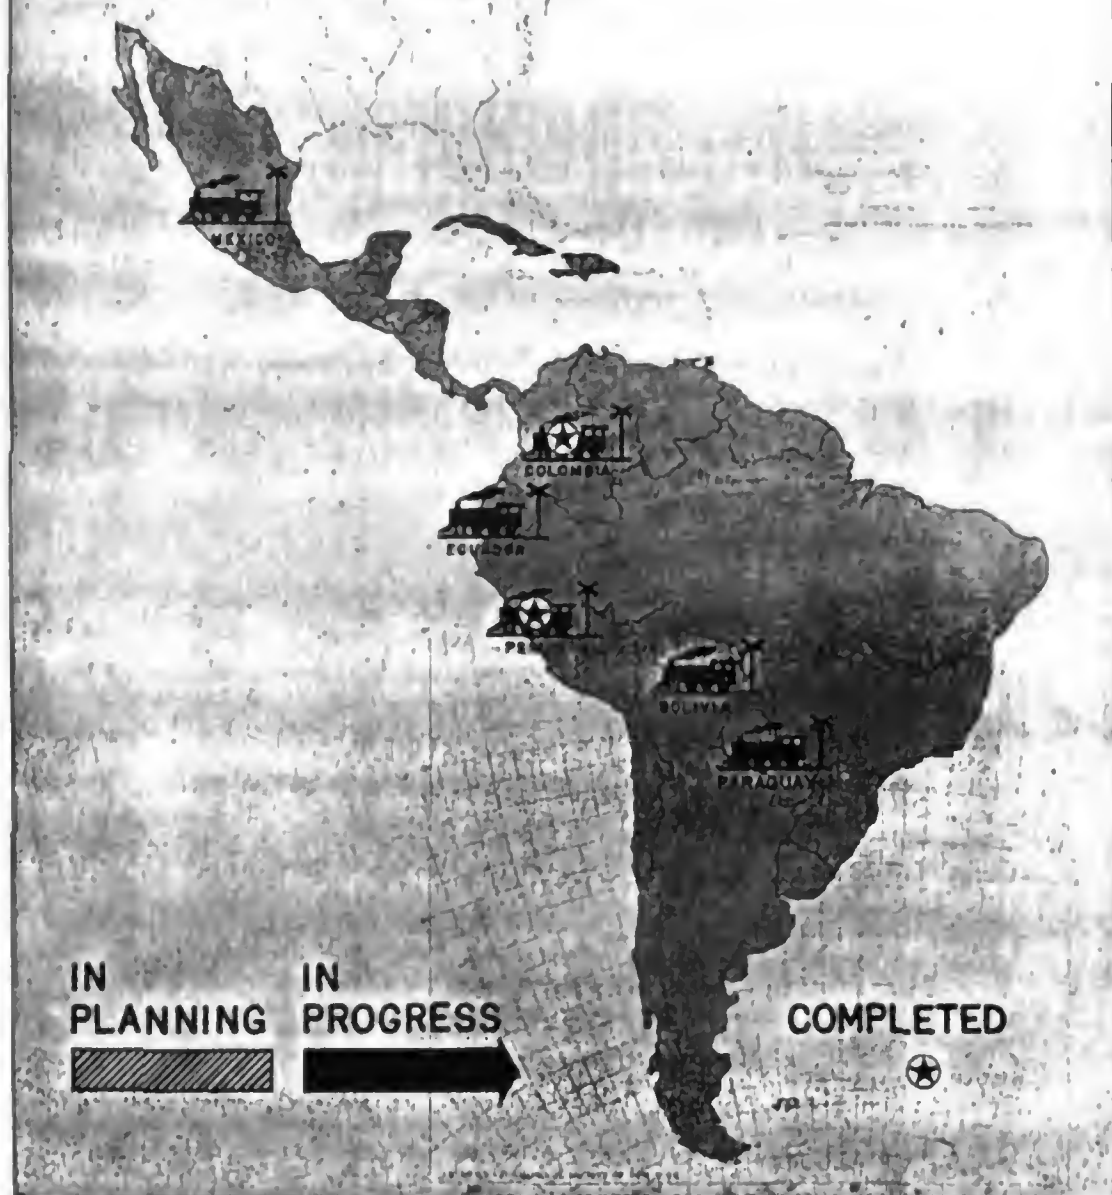 MEXICO
COLOMBIA
ECUADOR
BOLIVIA
PARAGUAY
IN
PLANNING
IN
PROGRESS
COMPLETED